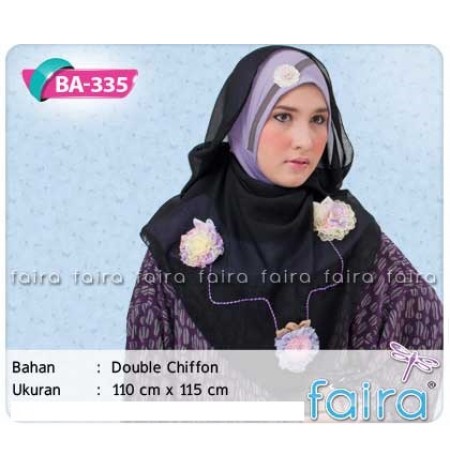 BA-335
faira faira faira faira faira faira faira
Bahan : Double Chiffon
Ukuran : 110 cm x 115 cm
faira®